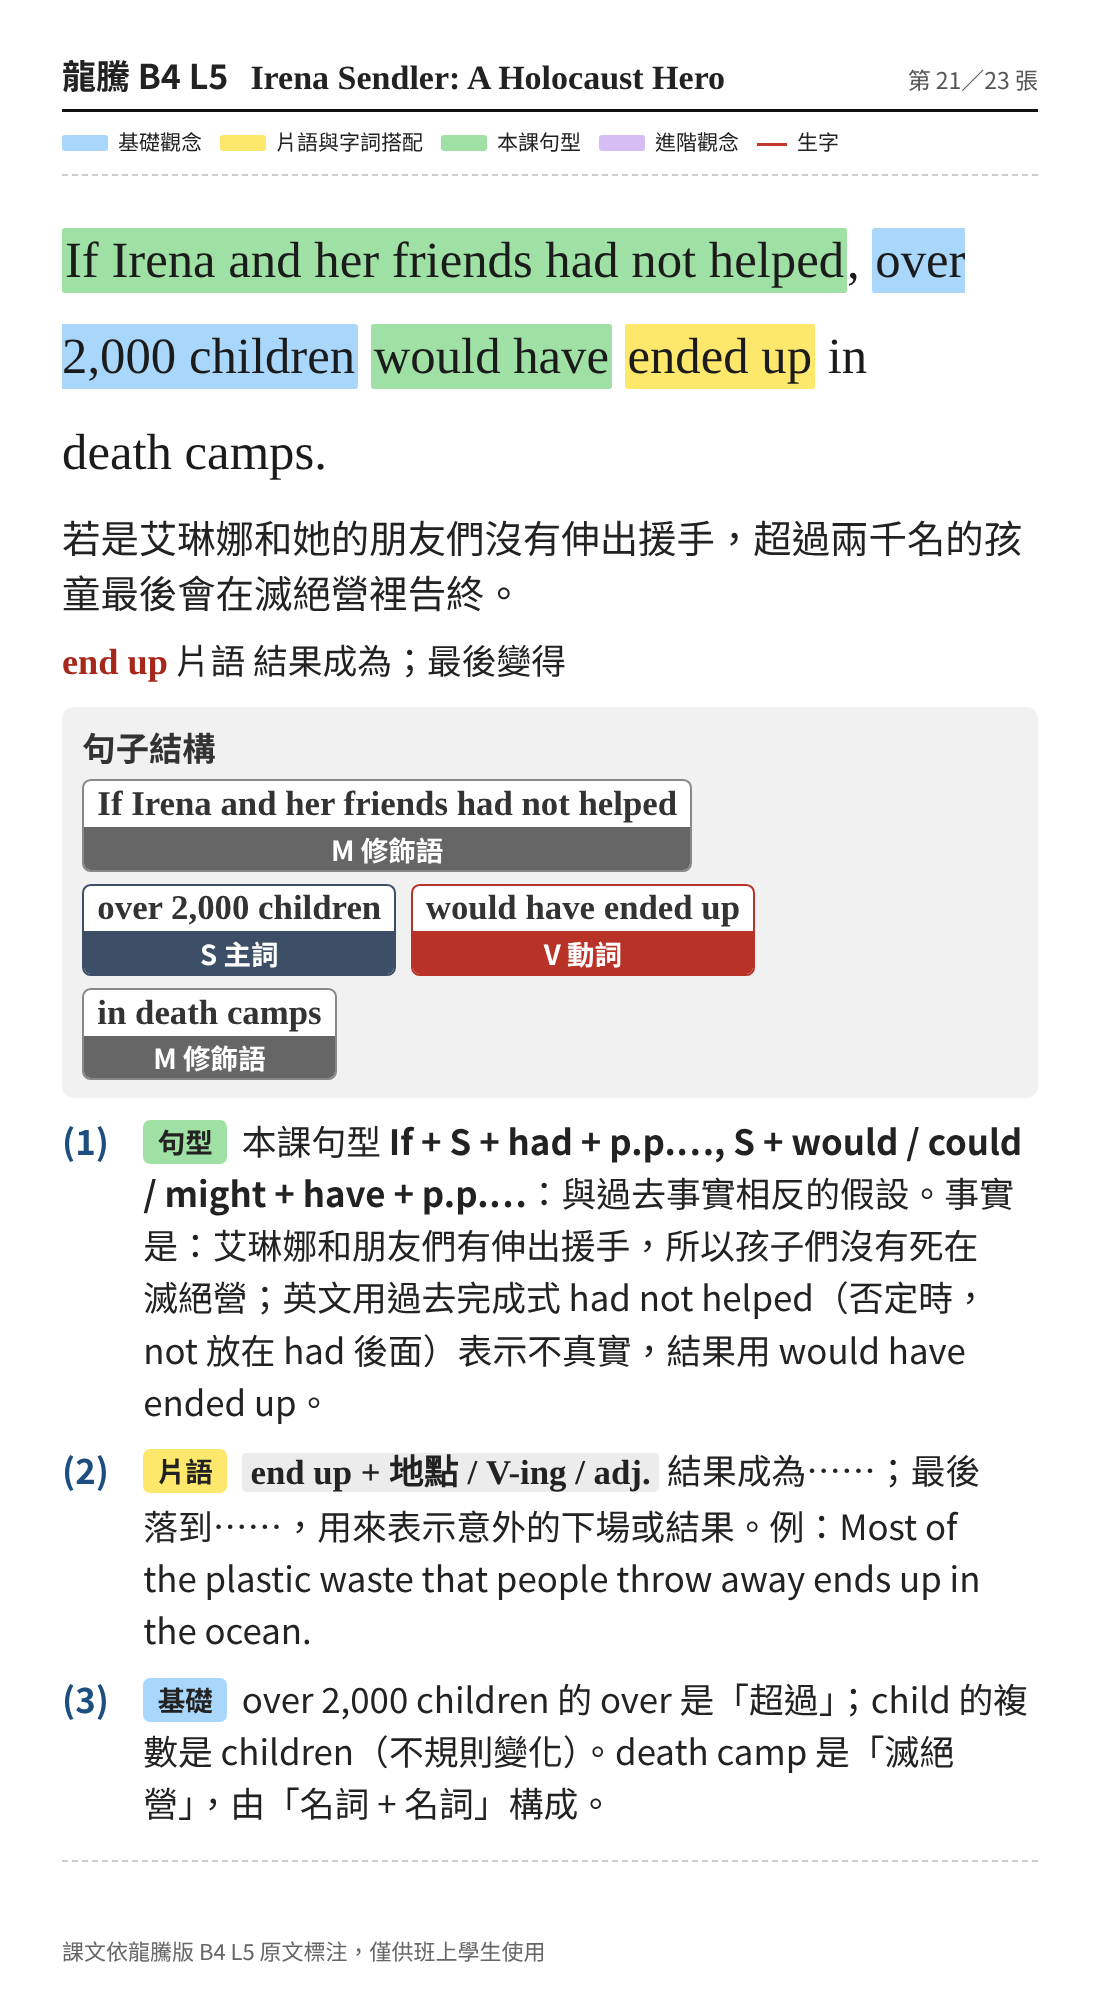 龍騰 B4 L5 Irena Sendler: A Holocaust Hero 第 21／23 張
基礎觀念 片語與字詞搭配 本課句型 進階觀念 生字
If Irena and her friends had not helped, over
2,000 children would have ended up in
death camps.
若是艾琳娜和她的朋友們沒有伸出援手，超過兩千名的孩
童最後會在滅絕營裡告終。
end up 片語 結果成為；最後變得
句子結構
If Irena and her friends had not helped
M 修飾語
over 2,000 children would have ended up
S 主詞 V 動詞
in death camps
M 修飾語
(1) 句型 本課句型 If + S + had + p.p.…, S + would / could
/ might + have + p.p.…：與過去事實相反的假設。事實
是：艾琳娜和朋友們有伸出援手，所以孩子們沒有死在
滅絕營；英文用過去完成式 had not helped（否定時，
not 放在 had 後面）表示不真實，結果用 would have
ended up。
(2) 片語 end up + 地點 / V-ing / adj. 結果成為……；最後
落到……，用來表示意外的下場或結果。例：Most of
the plastic waste that people throw away ends up in
the ocean.
(3) 基礎 over 2,000 children 的 over 是「超過」；child 的複
數是 children（不規則變化）。death camp 是「滅絕
營」，由「名詞 + 名詞」構成。
課文依龍騰版 B4 L5 原文標注，僅供班上學生使用